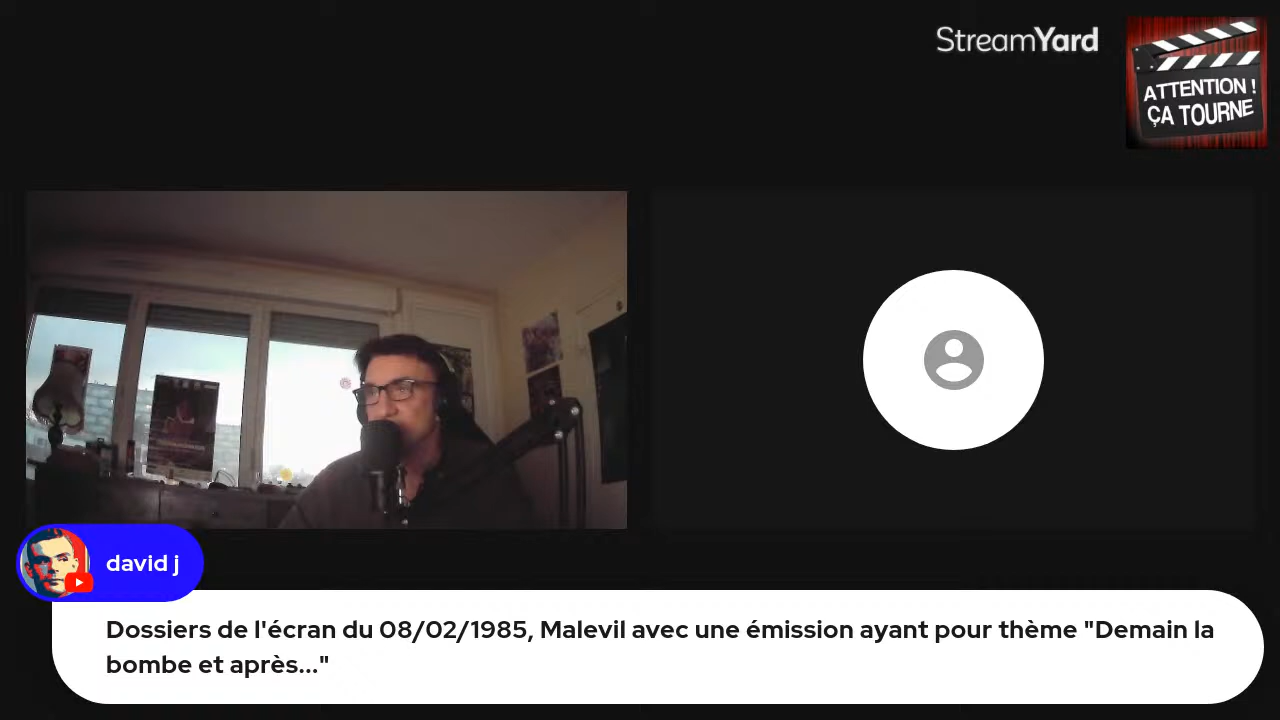 StreamYard
ATTENTION !
ÇA TOURNE
david j
Dossiers de l'écran du 08/02/1985, Malevil avec une émission ayant pour thème "Demain la
bombe et après..."